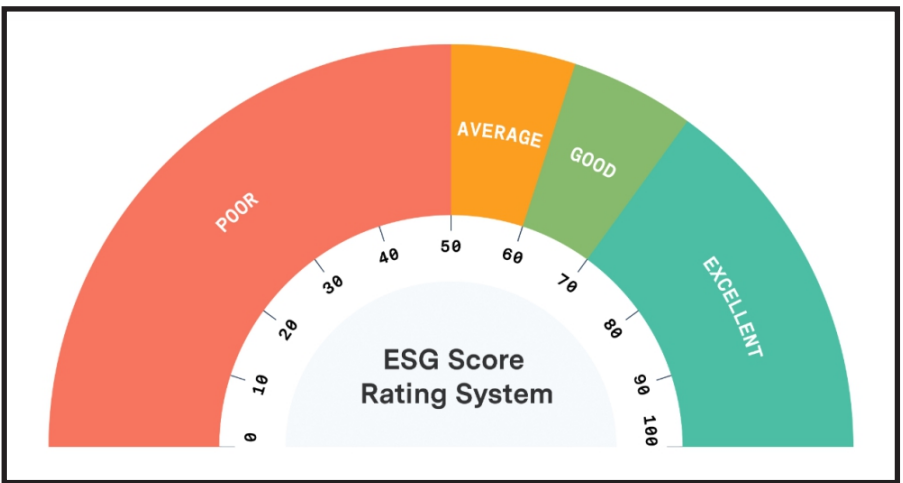 POOR
AVERAGE
GOOD
EXCELLENT
0
10
20
30
40
50
60
70
80
90
100
ESG Score
Rating System